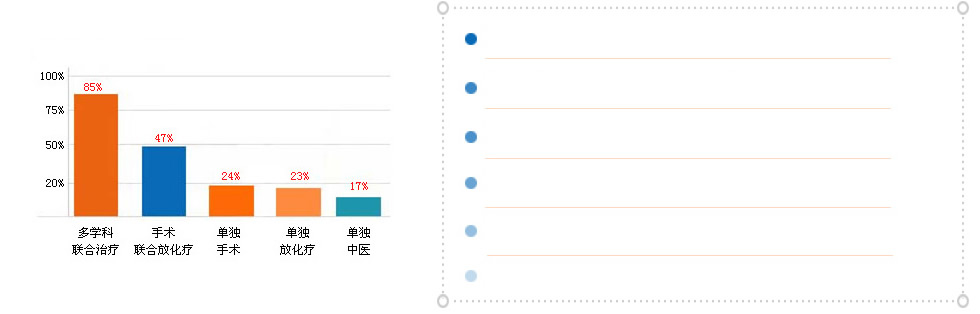 100%
85%
75%
47%
50%
24%
23%
20%
17%
多学科
联合治疗
手术
联合放化疗
单独
手术
单独
放化疗
单独
中医